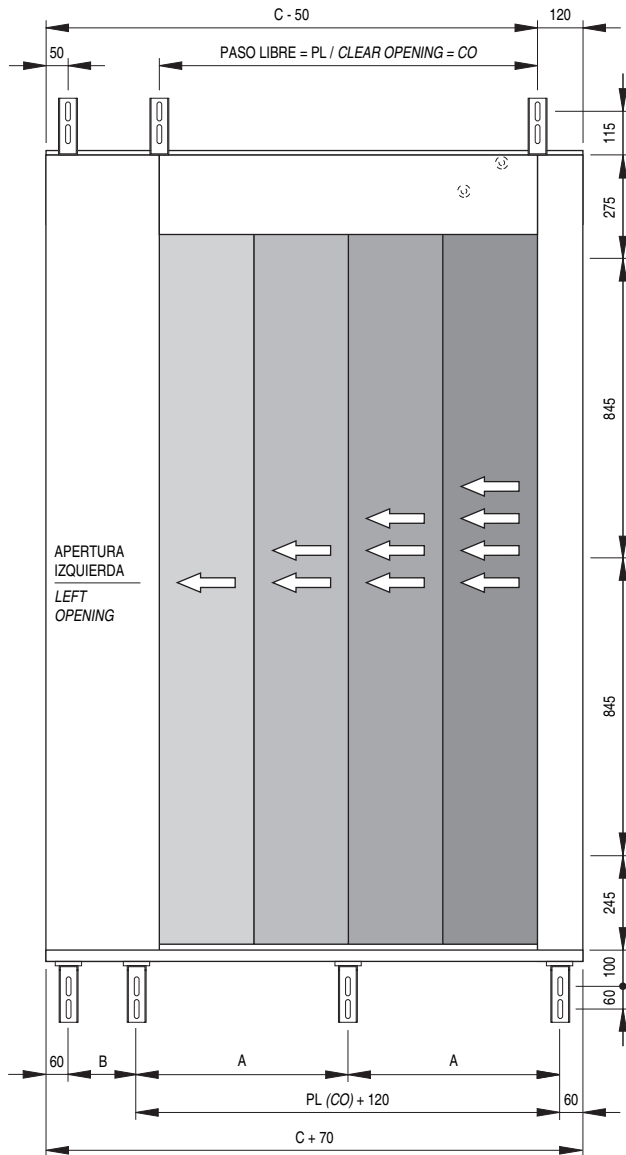 C - 50
120
50
PASO LIBRE = PL / CLEAR OPENING = CO
115
275
845
APERTURA
IZQUIERDA
LEFT
OPENING
845
245
100
60
60
B
A
A
PL (CO) + 120
60
C + 70